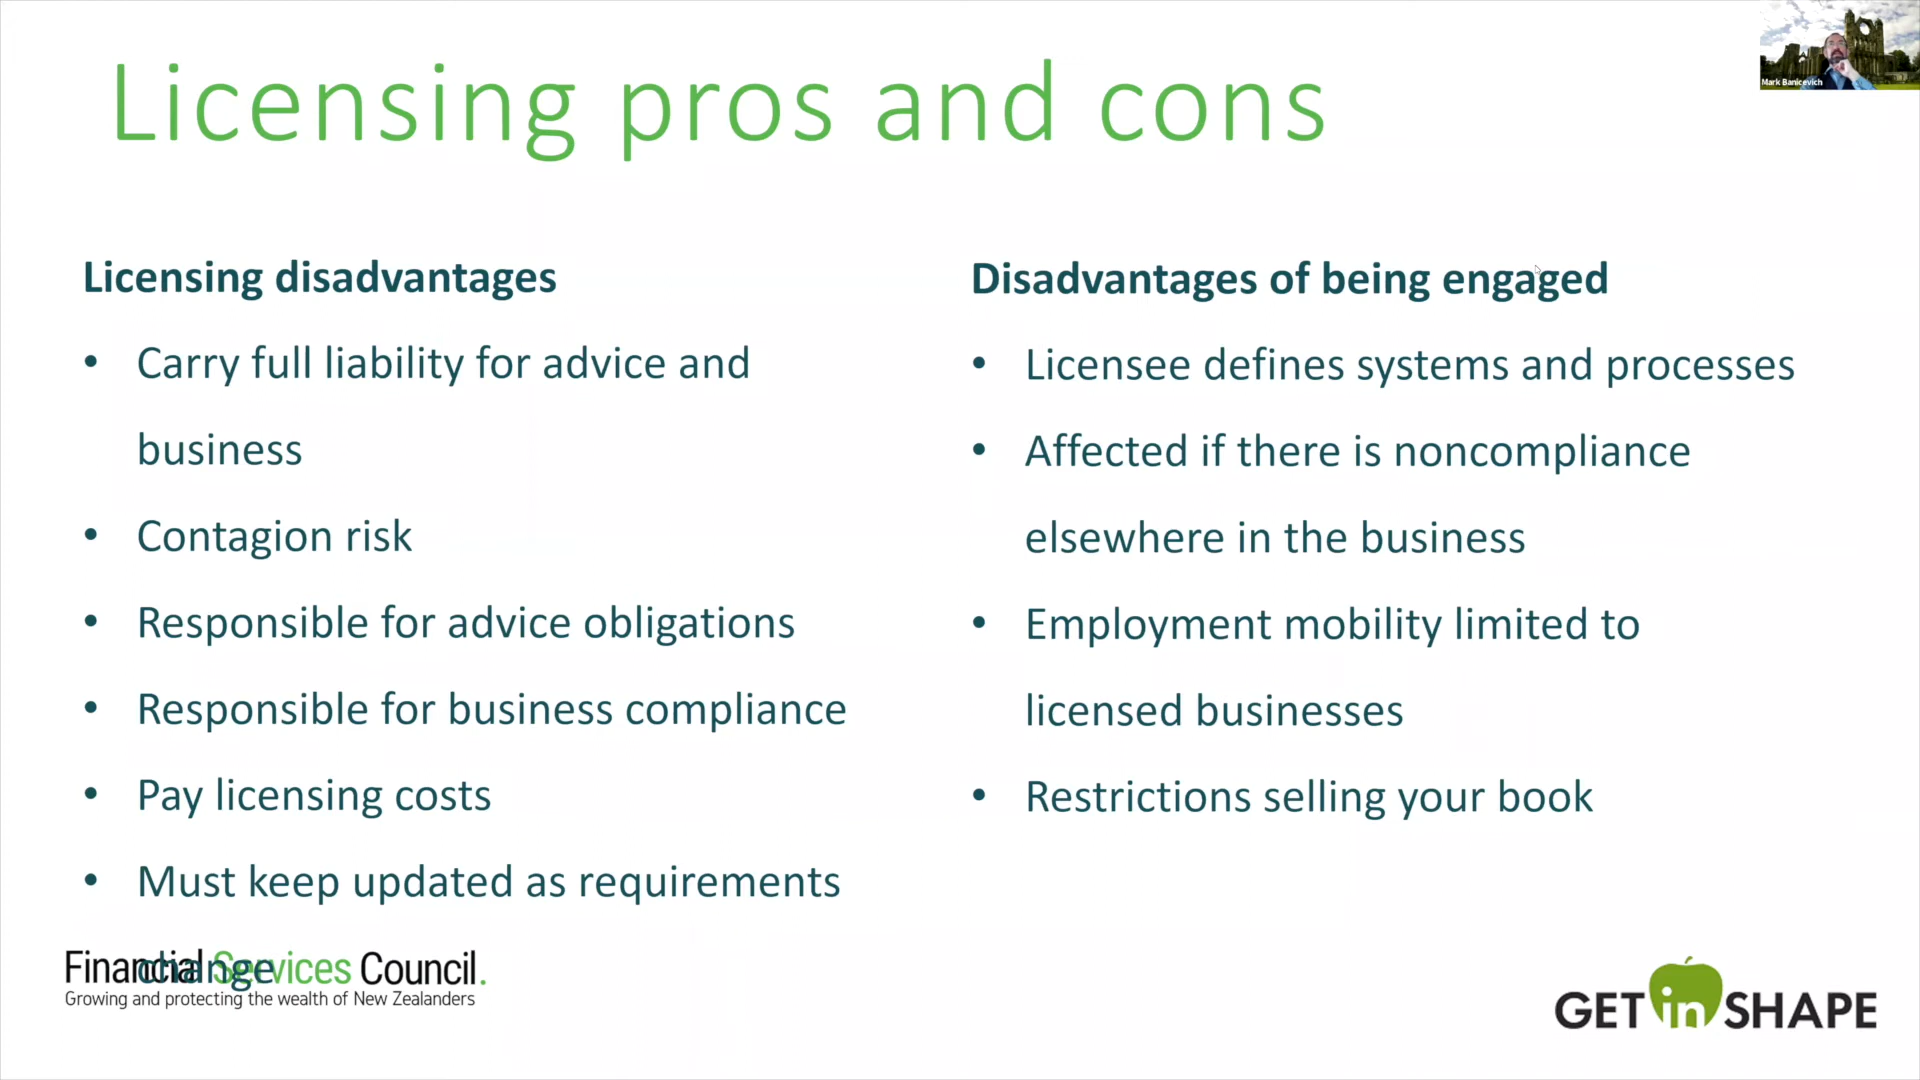 Licensing pros and cons
Mark Banicevich
Licensing disadvantages
• Carry full liability for advice and
business
• Contagion risk
• Responsible for advice obligations
• Responsible for business compliance
• Pay licensing costs
• Must keep updated as requirements
change
Disadvantages of being engaged
• Licensee defines systems and processes
• Affected if there is noncompliance
elsewhere in the business
• Employment mobility limited to
licensed businesses
• Restrictions selling your book
Financial Services Council.
Growing and protecting the wealth of New Zealanders
GET in SHAPE